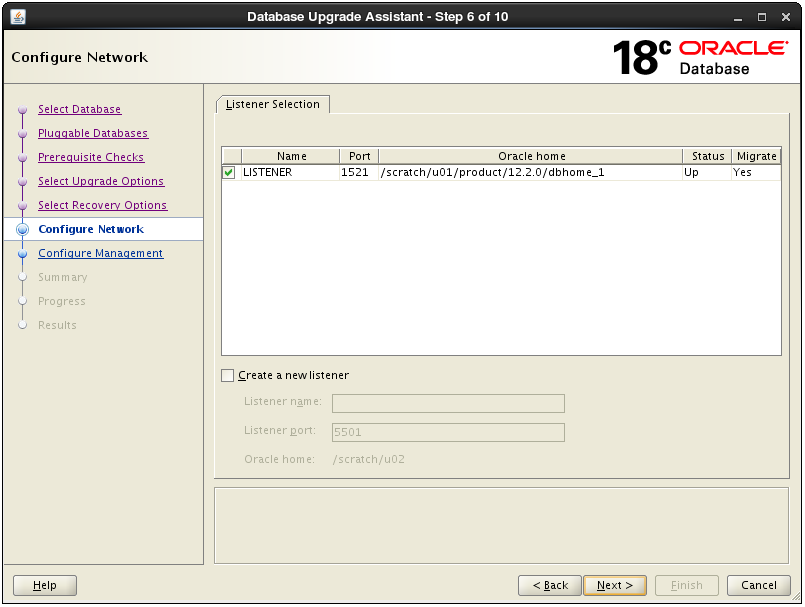 Database Upgrade Assistant - Step 6 of 10
Configure Network
18c ORACLE Database
Select Database
Pluggable Databases
Prerequisite Checks
Select Upgrade Options
Select Recovery Options
Configure Network
Configure Management
Summary
Progress
Results
Listener Selection
Name Port Oracle home Status Migrate
LISTENER 1521 /scratch/u01/product/12.2.0/dbhome_1 Up Yes
Create a new listener
Listener name:
Listener port: 5501
Oracle home: /scratch/u02
Help < Back Next > Finish Cancel